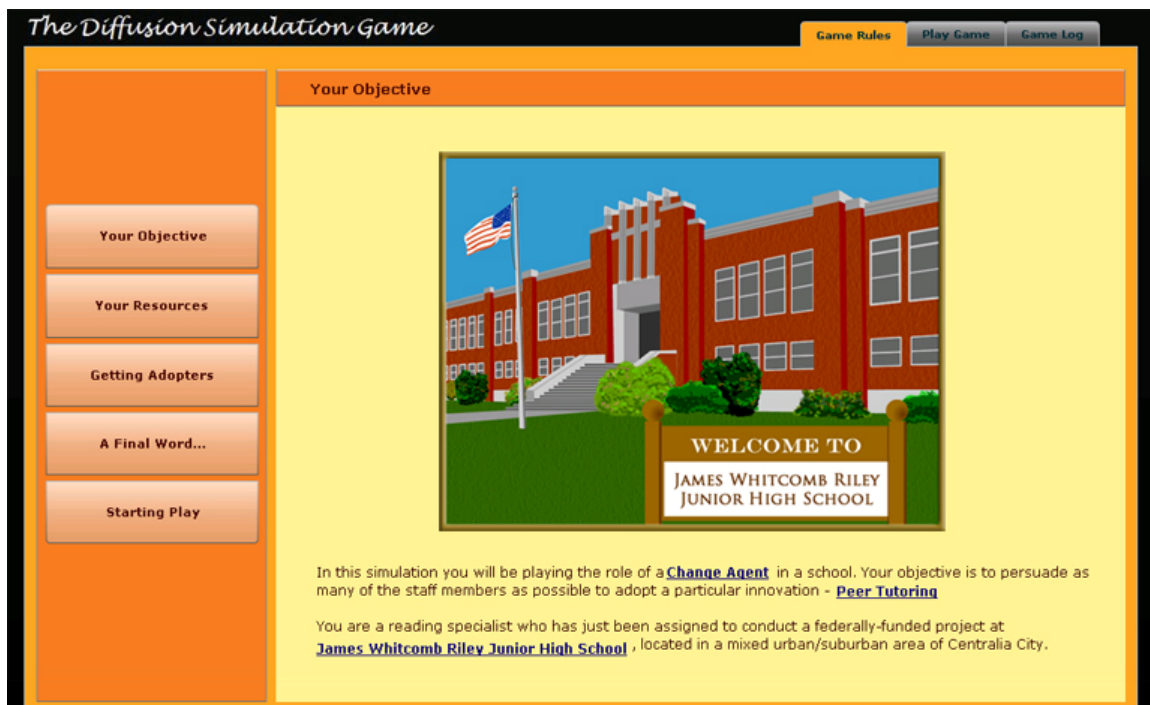 The Diffusion Simulation Game
Game Rules
Play Game
Game Log
Your Objective
Your Objective
Your Resources
Getting Adopters
A Final Word...
Starting Play
WELCOME TO
JAMES WHITCOMB RILEY
JUNIOR HIGH SCHOOL
In this simulation you will be playing the role of a Change Agent in a school. Your objective is to persuade as
many of the staff members as possible to adopt a particular innovation - Peer Tutoring
You are a reading specialist who has just been assigned to conduct a federally-funded project at
James Whitcomb Riley Junior High School , located in a mixed urban/suburban area of Centralia City.